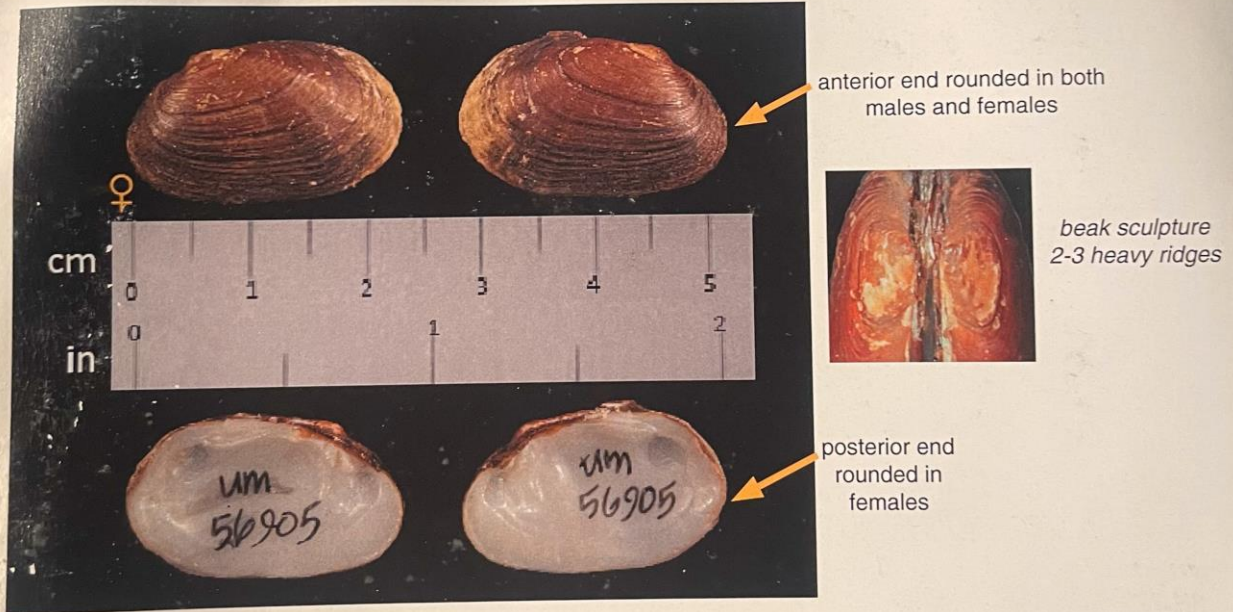 anterior end rounded in both
males and females
♀
cm
0 1 2 3 4 5
0 1 2
in
beak sculpture
2-3 heavy ridges
um
56905
um
56905
posterior end
rounded in
females